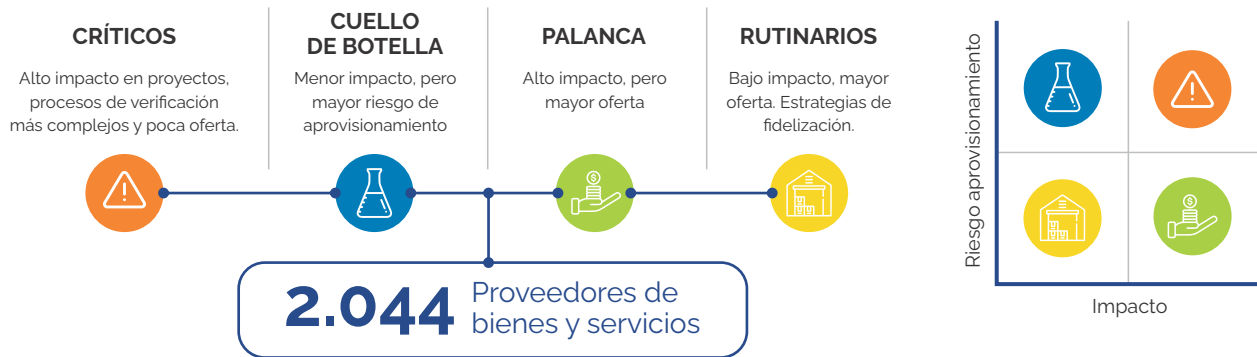 CRÍTICOS
Alto impacto en proyectos,
procesos de verificación
más complejos y poca oferta.
CUELLO
DE BOTELLA
Menor impacto, pero
mayor riesgo de
aprovisionamiento
PALANCA
Alto impacto, pero
mayor oferta
RUTINARIOS
Bajo impacto, mayor
oferta. Estrategias de
fidelización.
2.044
Proveedores de
bienes y servicios
Riesgo aprovisionamiento
Impacto